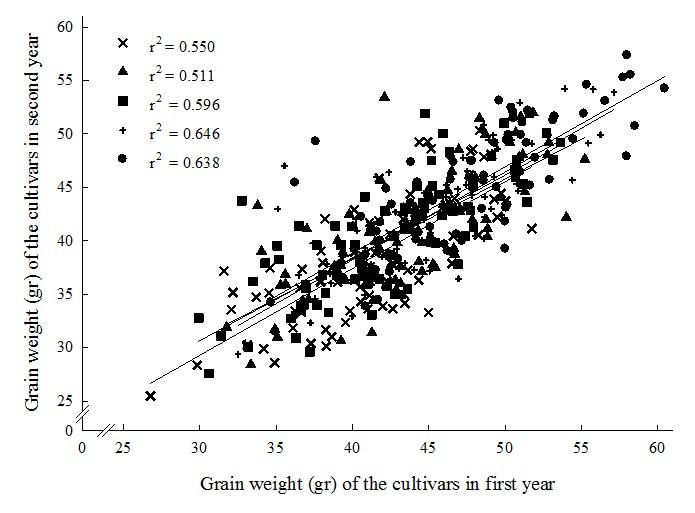 60
55
50
45
40
35
30
25
0
Grain weight (gr) of the cultivars in second year
r² = 0.550
r² = 0.511
r² = 0.596
r² = 0.646
r² = 0.638
0 25 30 35 40 45 50 55 60
Grain weight (gr) of the cultivars in first year